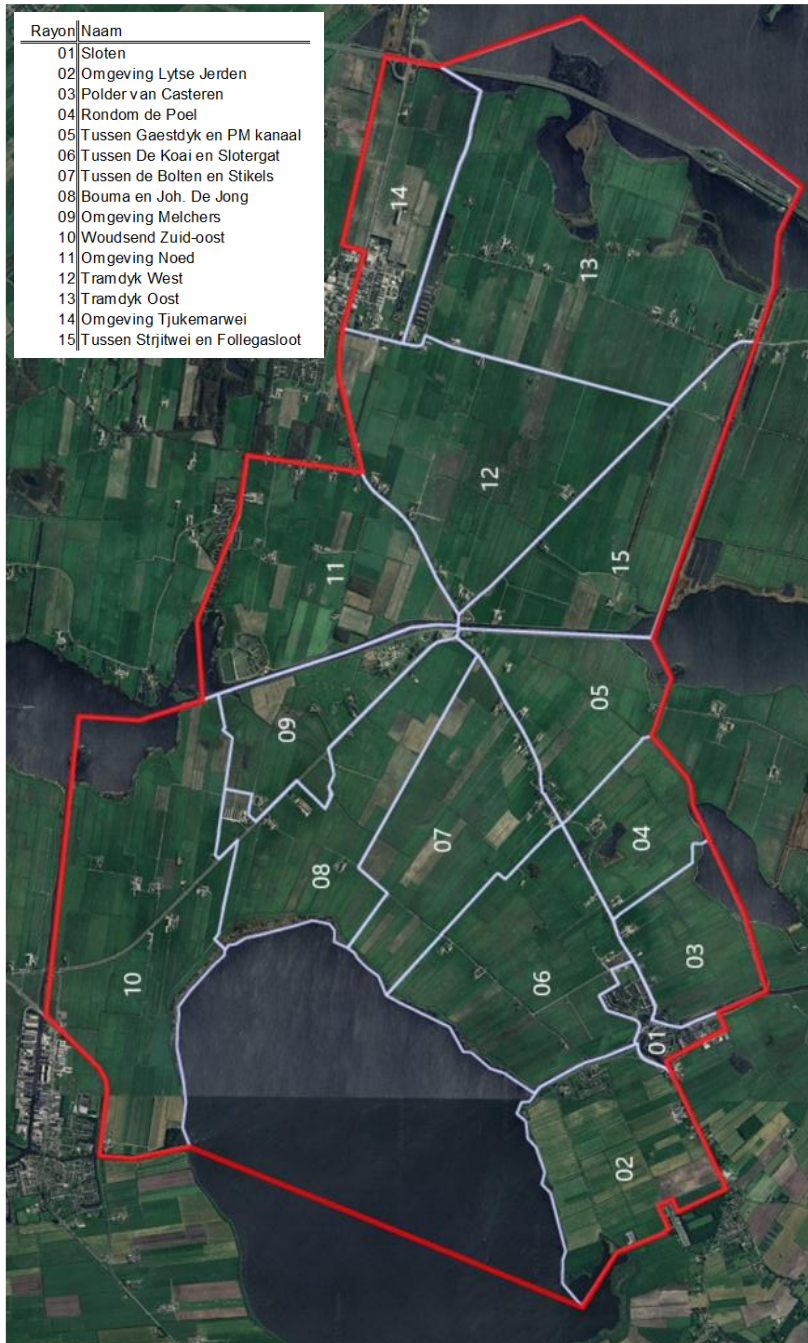 Rayon Naam
01 Sloten
02 Omgeving Lytse Jerden
03 Polder van Casteren
04 Rondom de Poel
05 Tussen Gaestdyk en PM kanaal
06 Tussen De Koai en Slotergat
07 Tussen de Bolten en Stikels
08 Bouma en Joh. De Jong
09 Omgeving Melchers
10 Woudsend Zuid-oost
11 Omgeving Noed
12 Tramdyk West
13 Tramdyk Oost
14 Omgeving Tjukemarwei
15 Tussen Strjitwei en Follegasloot
14
13
12
11
15
05
09
04
07
08
03
06
10
01
02